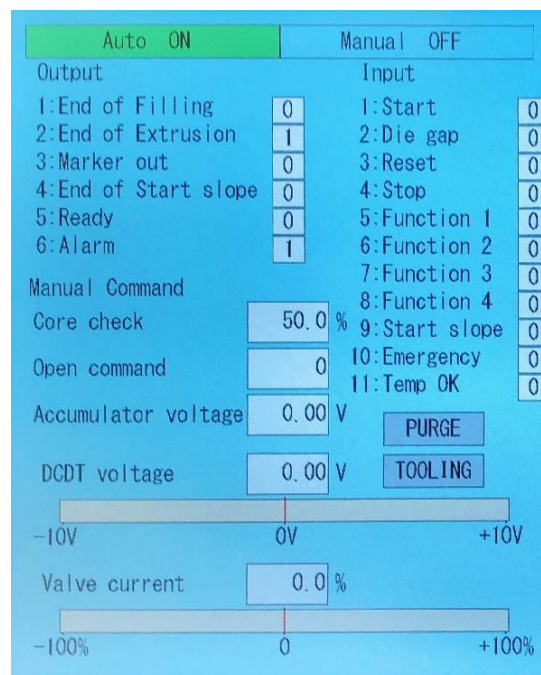 Auto ON Manual OFF
Output Input
1:End of Filling 0 1:Start 0
2:End of Extrusion 1 2:Die gap 0
3:Marker out 0 3:Reset 0
4:End of Start slope 0 4:Stop 0
5:Ready 0 5:Function 1 0
6:Alarm 1 6:Function 2 0
7:Function 3 0
Manual Command 8:Function 4 0
Core check 50.0 % 9:Start slope 0
Open command 0 10:Emergency 0
11:Temp OK 0
Accumulator voltage 0.00 V PURGE
DCDT voltage 0.00 V TOOLING
-10V 0V +10V
Valve current 0.0 %
-100% 0 +100%